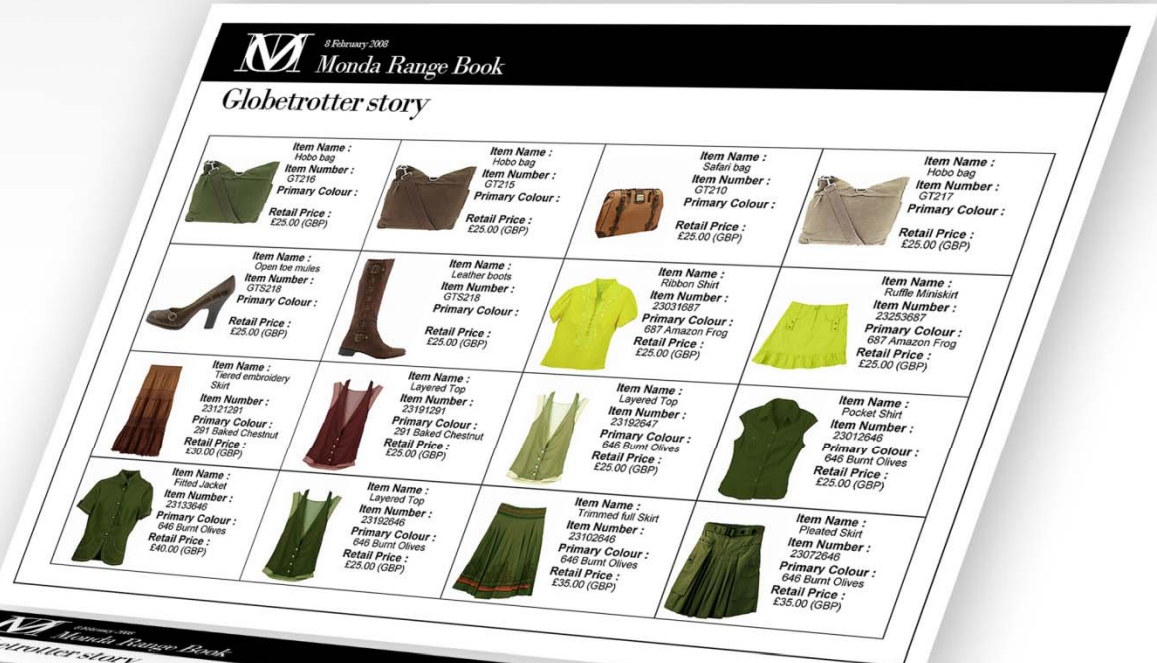 8 February 2008
Monda Range Book
Globetrotter story
Item Name :
Hobo bag
Item Number :
GT216
Primary Colour :
Retail Price :
£25.00 (GBP)
Item Name :
Hobo bag
Item Number :
GT215
Primary Colour :
Retail Price :
£25.00 (GBP)
Item Name :
Safari bag
Item Number :
GT210
Primary Colour :
Retail Price :
£25.00 (GBP)
Item Name :
Hobo bag
Item Number :
GT217
Primary Colour :
Retail Price :
£25.00 (GBP)
Item Name :
Open toe mules
Item Number :
GTS218
Primary Colour :
Retail Price :
£25.00 (GBP)
Item Name :
Leather boots
Item Number :
GTS218
Primary Colour :
Retail Price :
£25.00 (GBP)
Item Name :
Ribbon Shirt
Item Number :
23031687
Primary Colour :
687 Amazon Frog
Retail Price :
£25.00 (GBP)
Item Name :
Ruffle Miniskirt
Item Number :
23253687
Primary Colour :
687 Amazon Frog
Retail Price :
£25.00 (GBP)
Item Name :
Tiered embroidery
Skirt
Item Number :
23121291
Primary Colour :
291 Baked Chestnut
Retail Price :
£30.00 (GBP)
Item Name :
Layered Top
Item Number :
23191291
Primary Colour :
291 Baked Chestnut
Retail Price :
£25.00 (GBP)
Item Name :
Layered Top
Item Number :
23192647
Primary Colour :
646 Burnt Olives
Retail Price :
£25.00 (GBP)
Item Name :
Pocket Shirt
Item Number :
23012646
Primary Colour :
646 Burnt Olives
Retail Price :
£25.00 (GBP)
Item Name :
Fitted Jacket
Item Number :
23133646
Primary Colour :
646 Burnt Olives
Retail Price :
£40.00 (GBP)
Item Name :
Layered Top
Item Number :
23192646
Primary Colour :
646 Burnt Olives
Retail Price :
£25.00 (GBP)
Item Name :
Trimmed full Skirt
Item Number :
23102646
Primary Colour :
646 Burnt Olives
Retail Price :
£35.00 (GBP)
Item Name :
Pleated Skirt
Item Number :
23072646
Primary Colour :
646 Burnt Olives
Retail Price :
£35.00 (GBP)
8 February 2008
Monda Range Book
story